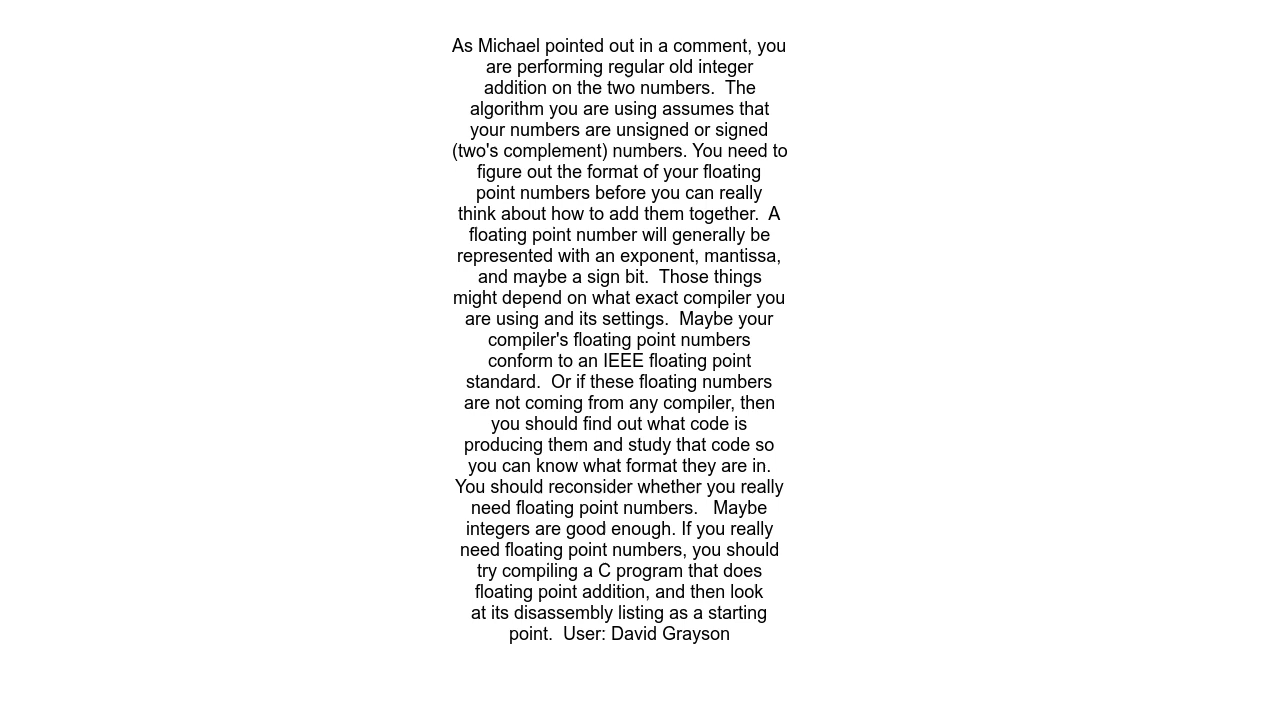 As Michael pointed out in a comment, you
are performing regular old integer
addition on the two numbers.  The
algorithm you are using assumes that
your numbers are unsigned or signed
(two's complement) numbers. You need to
figure out the format of your floating
point numbers before you can really
think about how to add them together.  A
floating point number will generally be
represented with an exponent, mantissa,
and maybe a sign bit.  Those things
might depend on what exact compiler you
are using and its settings.  Maybe your
compiler's floating point numbers
conform to an IEEE floating point
standard.  Or if these floating numbers
are not coming from any compiler, then
you should find out what code is
producing them and study that code so
you can know what format they are in.
You should reconsider whether you really
need floating point numbers.   Maybe
integers are good enough. If you really
need floating point numbers, you should
try compiling a C program that does
floating point addition, and then look
at its disassembly listing as a starting
point.  User: David Grayson